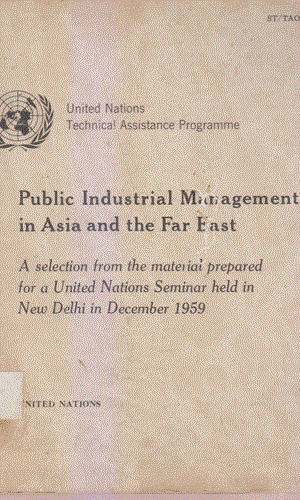 ST/TAO
United Nations
Technical Assistance Programme
Public Industrial Management
in Asia and the Far East
A selection from the material prepared
for a United Nations Seminar held in
New Delhi in December 1959
UNITED NATIONS